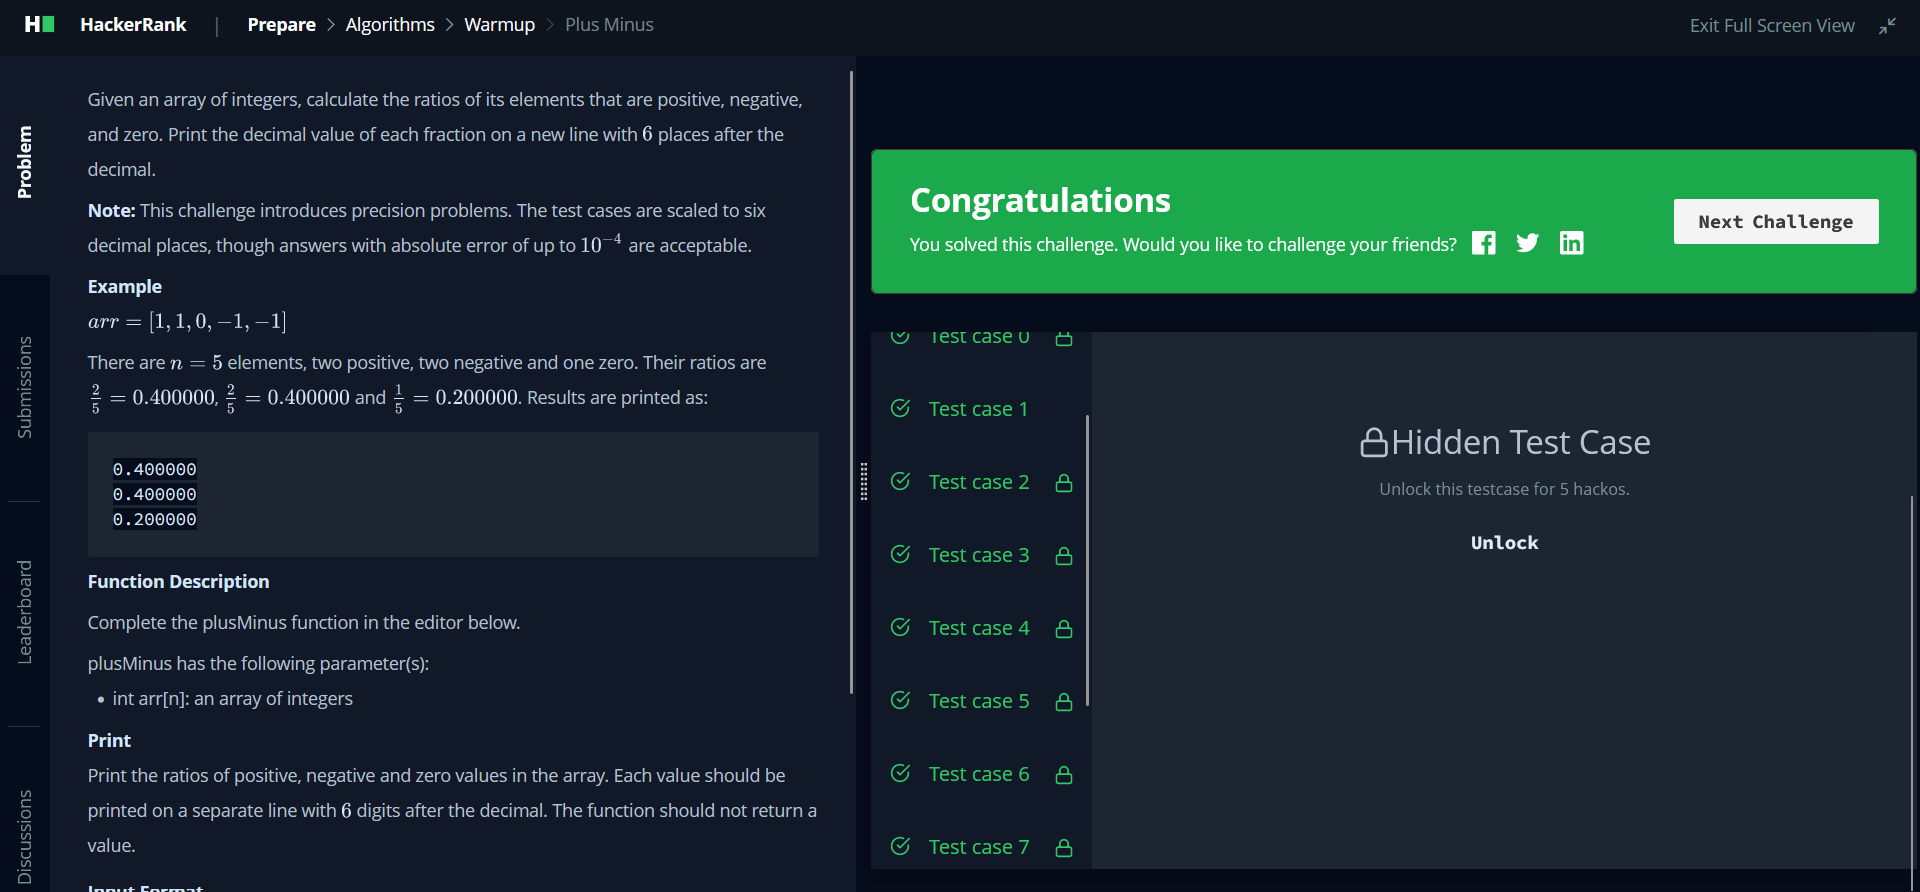 H HackerRank | Prepare > Algorithms > Warmup > Plus Minus
Exit Full Screen View
Problem
Submissions
Leaderboard
Discussions
Given an array of integers, calculate the ratios of its elements that are positive, negative,
and zero. Print the decimal value of each fraction on a new line with 6 places after the
decimal.
Note: This challenge introduces precision problems. The test cases are scaled to six
decimal places, though answers with absolute error of up to 10⁻⁴ are acceptable.
Example
arr = [1, 1, 0, −1, −1]
There are n = 5 elements, two positive, two negative and one zero. Their ratios are
2/5 = 0.400000, 2/5 = 0.400000 and 1/5 = 0.200000. Results are printed as:
0.400000
0.400000
0.200000
Function Description
Complete the plusMinus function in the editor below.
plusMinus has the following parameter(s):
• int arr[n]: an array of integers
Print
Print the ratios of positive, negative and zero values in the array. Each value should be
printed on a separate line with 6 digits after the decimal. The function should not return a
value.
Input Format
Congratulations
You solved this challenge. Would you like to challenge your friends?
Next Challenge
Test case 0
Test case 1
Test case 2
Test case 3
Test case 4
Test case 5
Test case 6
Test case 7
Hidden Test Case
Unlock this testcase for 5 hackos.
Unlock